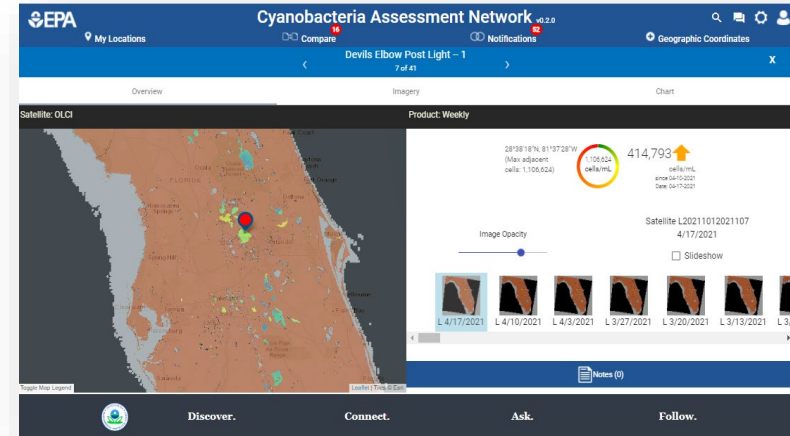 EPA
Cyanobacteria Assessment Network v0.2.0
My Locations
Compare
16
Notifications
52
Geographic Coordinates
Devils Elbow Post Light – 1
7 of 41
X
Overview
Imagery
Chart
Satellite: OLCI
Product: Weekly
28°38'18"N, 81°37'28"W
(Max adjacent
cells: 1,106,624)
1,106,624
cells/mL
414,793
cells/mL
since 04-10-2021
Date: 04-17-2021
Satellite L20211012021107
4/17/2021
Image Opacity
Slideshow
L 4/17/2021
L 4/10/2021
L 4/3/2021
L 3/27/2021
L 3/20/2021
L 3/13/2021
L 3/
Notes (0)
Toggle Map Legend
Leaflet | Tiles © Esri
Discover.
Connect.
Ask.
Follow.